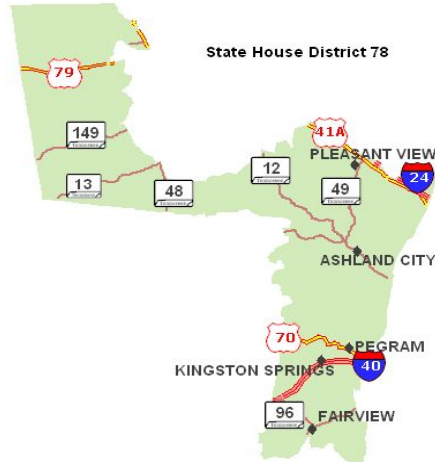 State House District 78
79
41A
149
PLEASANT VIEW
12
24
13
48
49
ASHLAND CITY
70
PEGRAM
KINGSTON SPRINGS
40
96
FAIRVIEW